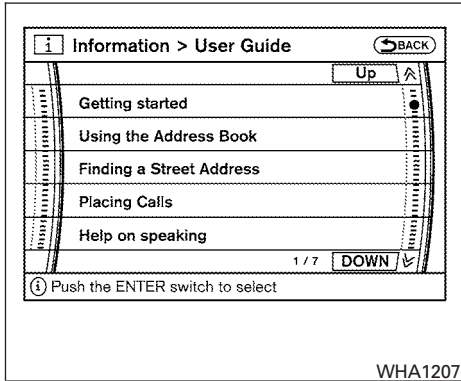 i Information > User Guide BACK
Up
Getting started
Using the Address Book
Finding a Street Address
Placing Calls
Help on speaking
1 / 7 DOWN
i Push the ENTER switch to select
WHA1207